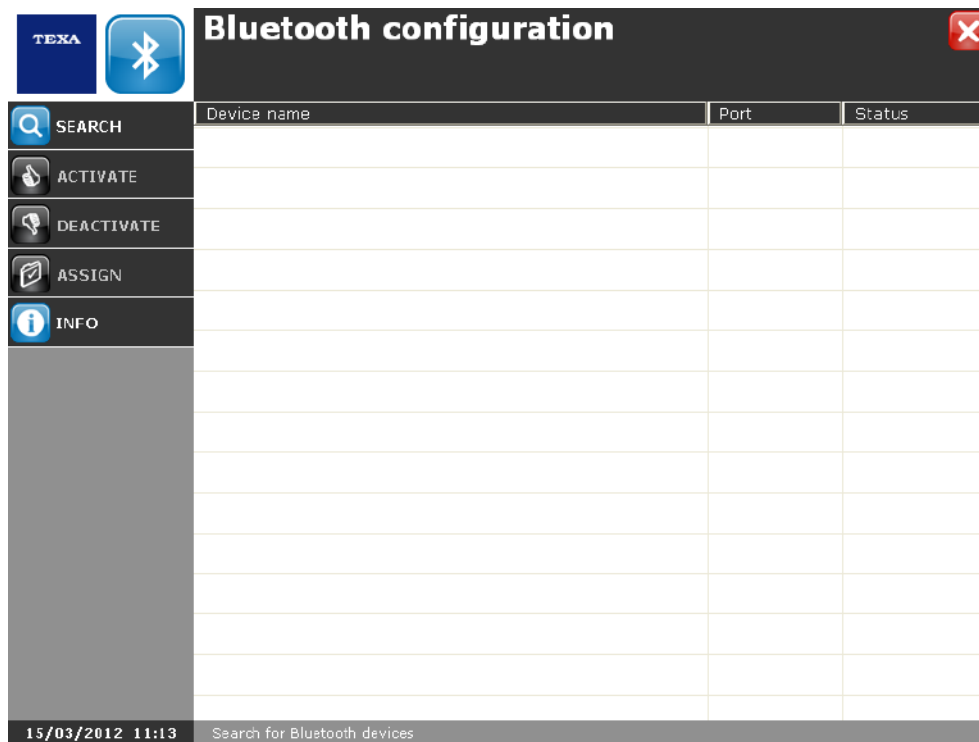 TEXA
Bluetooth configuration
Device name Port Status
SEARCH
ACTIVATE
DEACTIVATE
ASSIGN
INFO
15/03/2012 11:13 Search for Bluetooth devices